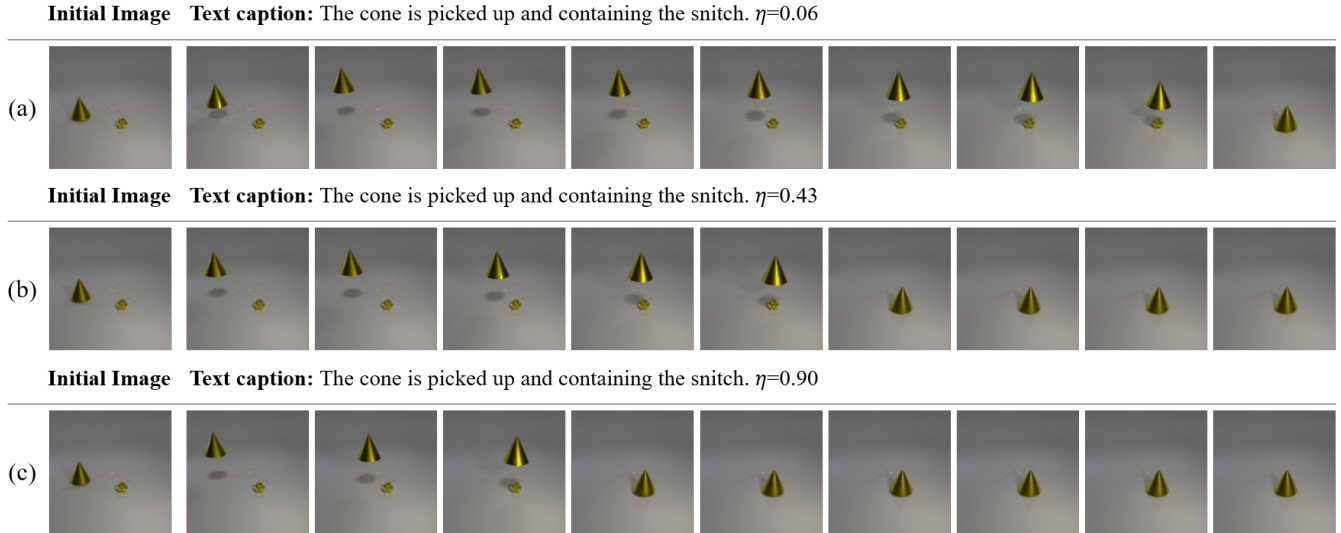 Initial Image Text caption: The cone is picked up and containing the snitch. η=0.06
(a)
Initial Image Text caption: The cone is picked up and containing the snitch. η=0.43
(b)
Initial Image Text caption: The cone is picked up and containing the snitch. η=0.90
(c)